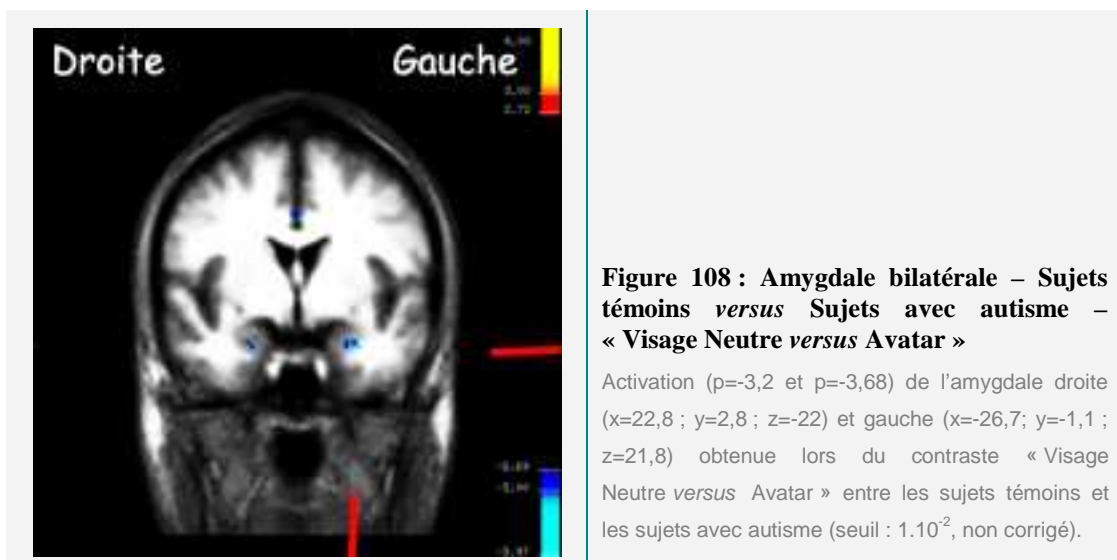 Droite
Gauche
Figure 108 : Amygdale bilatérale – Sujets
témoins versus Sujets avec autisme –
« Visage Neutre versus Avatar »
Activation (p=-3,2 et p=-3,68) de l’amygdale droite
(x=22,8 ; y=2,8 ; z=-22) et gauche (x=-26,7; y=-1,1 ;
z=21,8) obtenue lors du contraste « Visage
Neutre versus Avatar » entre les sujets témoins et
les sujets avec autisme (seuil : 1.10⁻², non corrigé).